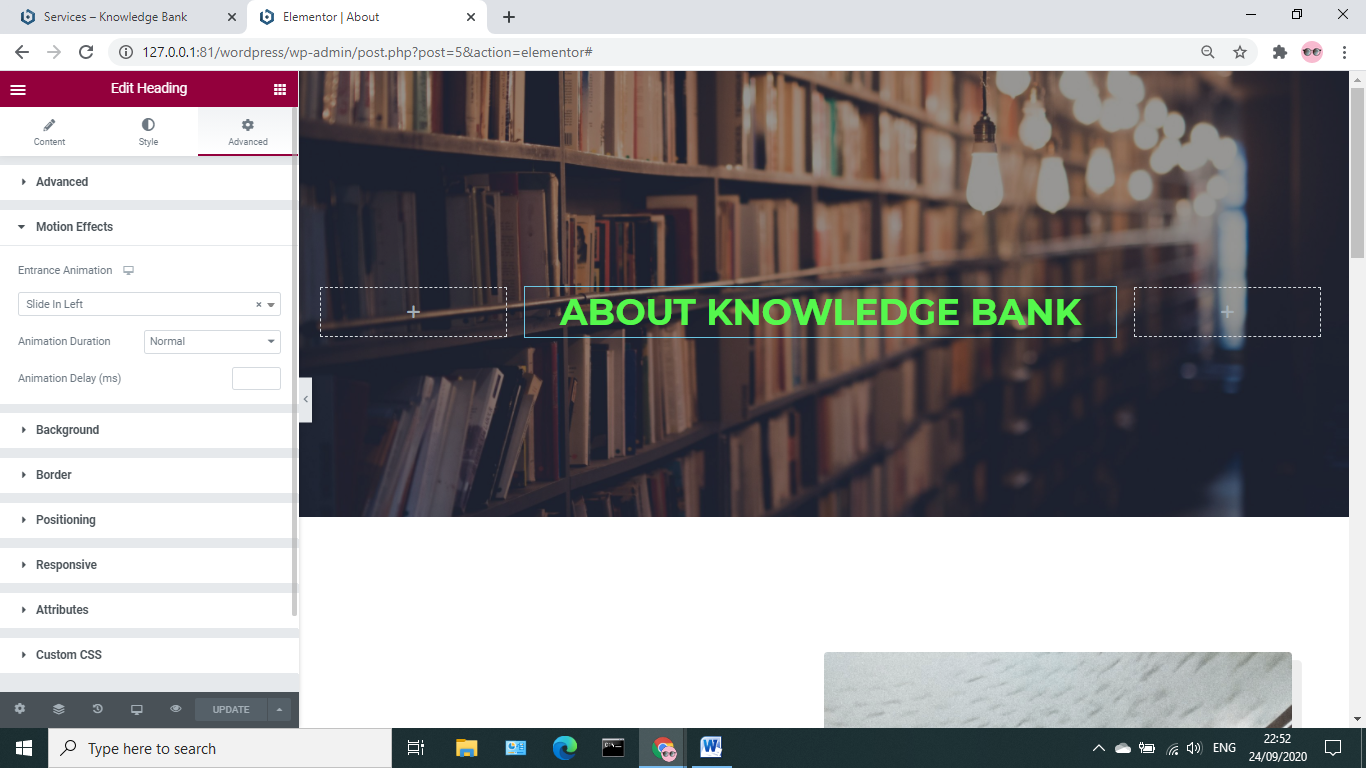 Services – Knowledge Bank
Elementor | About
127.0.0.1:81/wordpress/wp-admin/post.php?post=5&action=elementor#
Edit Heading
Content
Style
Advanced
Advanced
Motion Effects
Entrance Animation
Slide In Left
Animation Duration
Normal
Animation Delay (ms)
Background
Border
Positioning
Responsive
Attributes
Custom CSS
UPDATE
ABOUT KNOWLEDGE BANK
Type here to search
ENG
22:52
24/09/2020